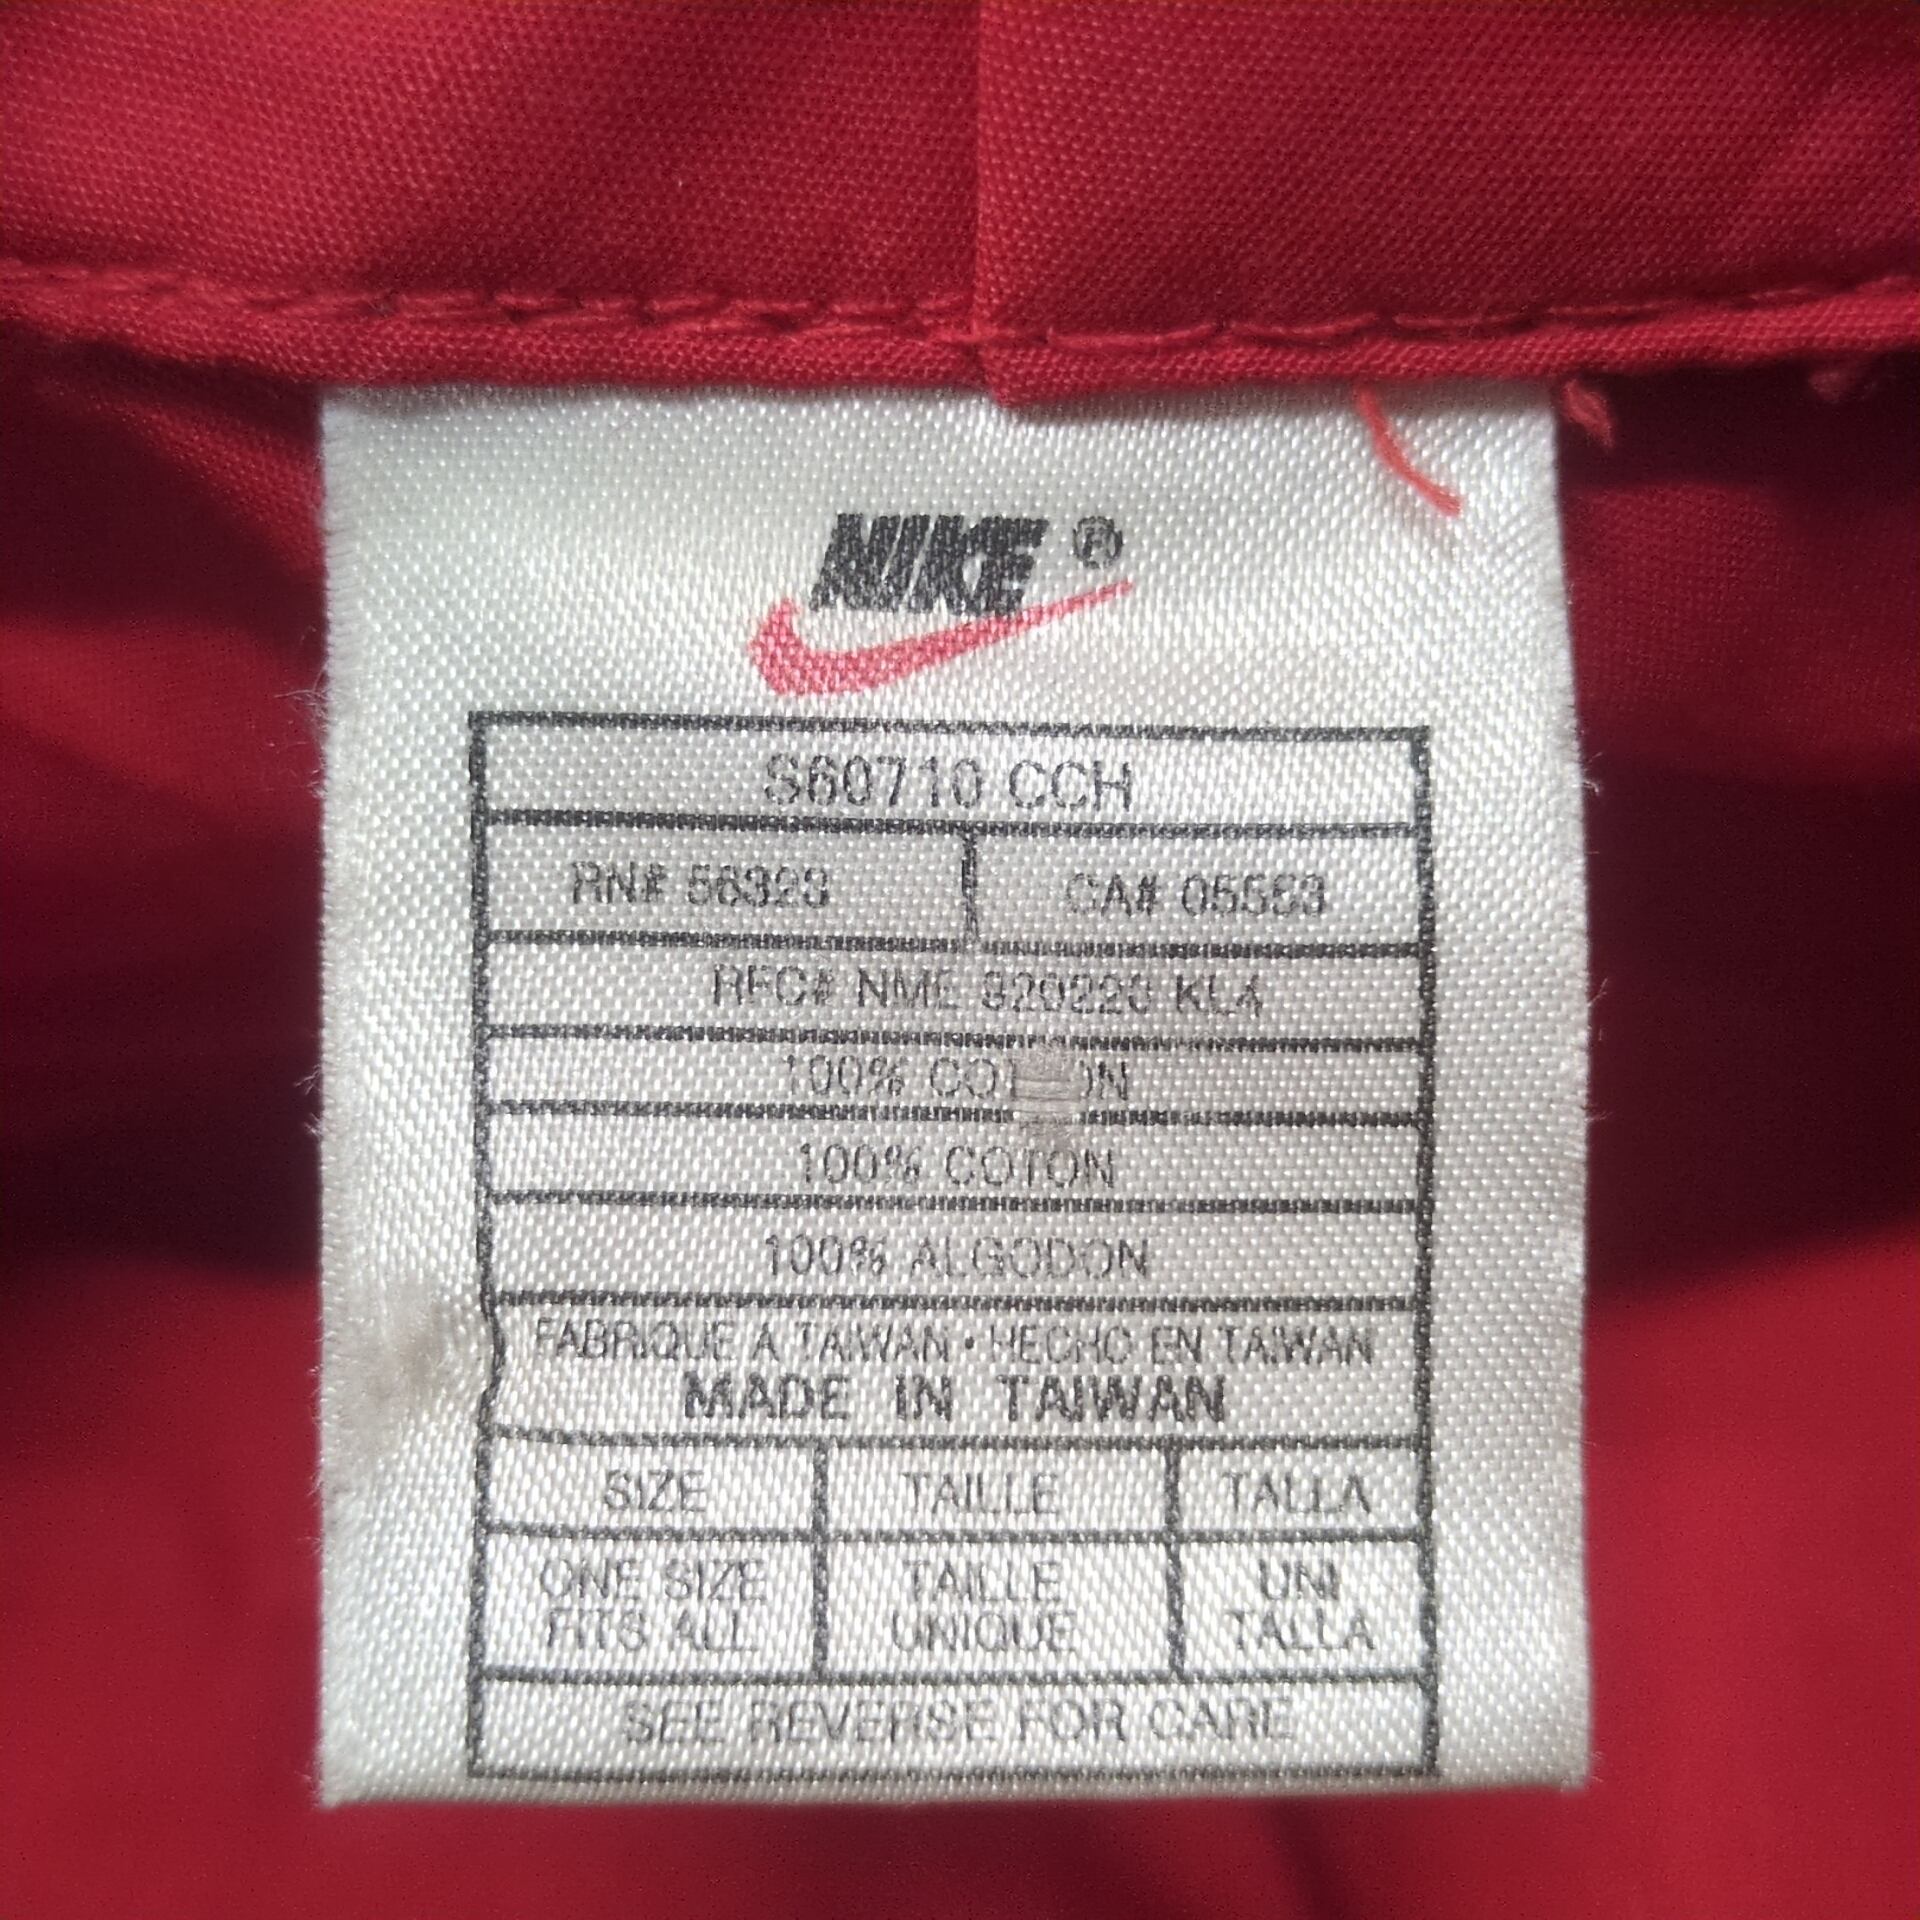 NIKE ®
S60710 CCH
RN# 56323
CA# 05553
RFC# NME 920220 KL4
100%
100% COTON
100% ALGODON
FABRIQUE A TAIWAN • HECHO EN TAIWAN
MADE IN TAIWAN
SIZE TAILLE TALLA
ONE SIZE FITS ALL
TAILLE UNIQUE
UNI TALLA
SEE REVERSE FOR CARE